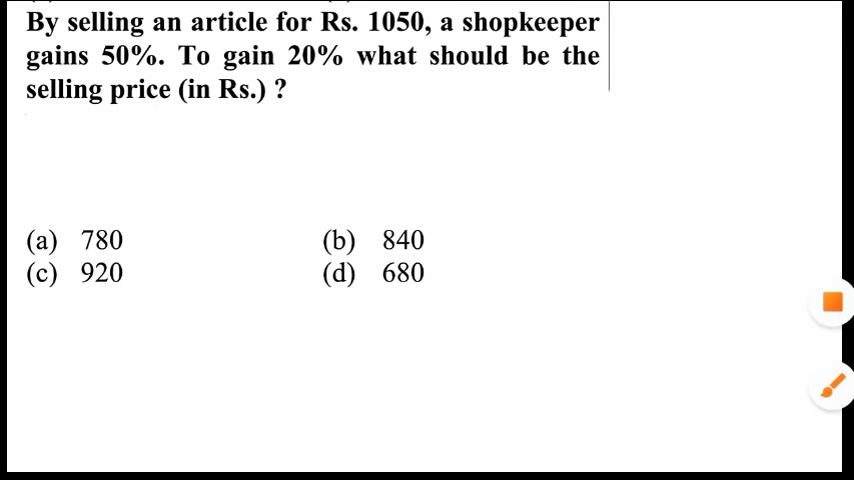 By selling an article for Rs. 1050, a shopkeeper
gains 50%. To gain 20% what should be the
selling price (in Rs.) ?
(a) 780 (b) 840
(c) 920 (d) 680